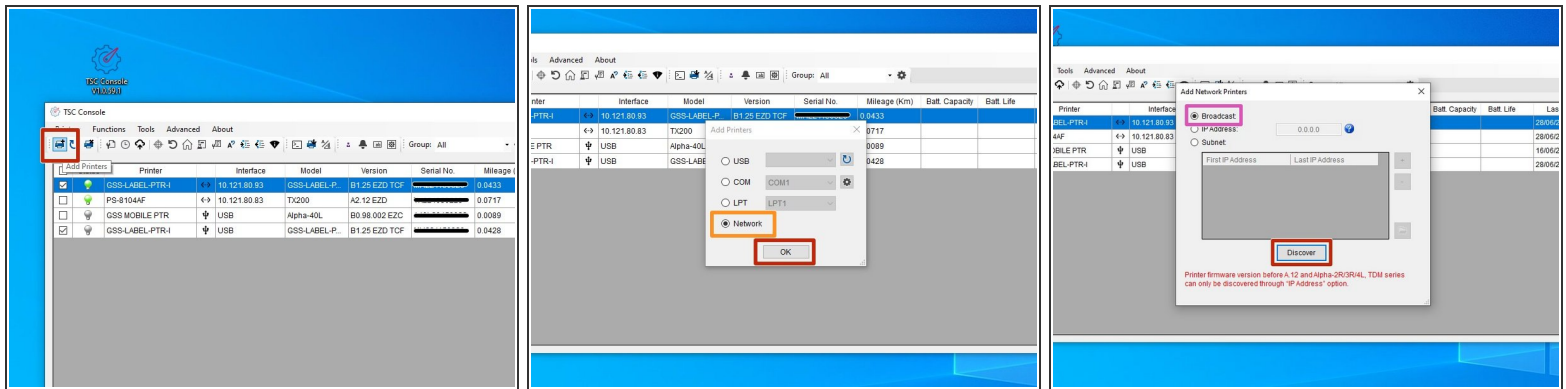 TSC Console
TSC Console
Functions Tools Advanced About
Group: All
Add Printers
Printer Interface Model Version Serial No. Mileage (
GSS-LABEL-PTR-I 10.121.80.93 GSS-LABEL-P... B1.25 EZD TCF 0.0433
PS-8104AF 10.121.80.83 TX200 A2.12 EZD 0.0717
GSS MOBILE PTR USB Alpha-40L B0.98.002 EZC 0.0089
GSS-LABEL-PTR-I USB GSS-LABEL-P... B1.25 EZD TCF 0.0428
ls Advanced About
Group: All
nter Interface Model Version Serial No. Mileage (Km) Batt. Capacity Batt. Life
-PTR-I 10.121.80.93 GSS-LABEL-P... B1.25 EZD TCF 0.0433
10.121.80.83 TX200 0717
E PTR USB Alpha-40L 0089
-PTR-I USB GSS-LABE 0428
Add Printers
USB
COM COM1
LPT LPT1
Network
OK
Tools Advanced About
Printer Interface Batt. Capacity Batt. Life Las
BEL-PTR-I 10.121.80.93 28/06/2
4AF 10.121.80.83 28/06/2
OBILE PTR USB 16/06/2
BEL-PTR-I USB 28/06/2
Add Network Printers
Broadcast
IP Address: 0.0.0.0
Subnet:
First IP Address Last IP Address
Discover
Printer firmware version before A.12 and Alpha-2R/3R/4L, TDM series
can only be discovered through "IP Address" option.